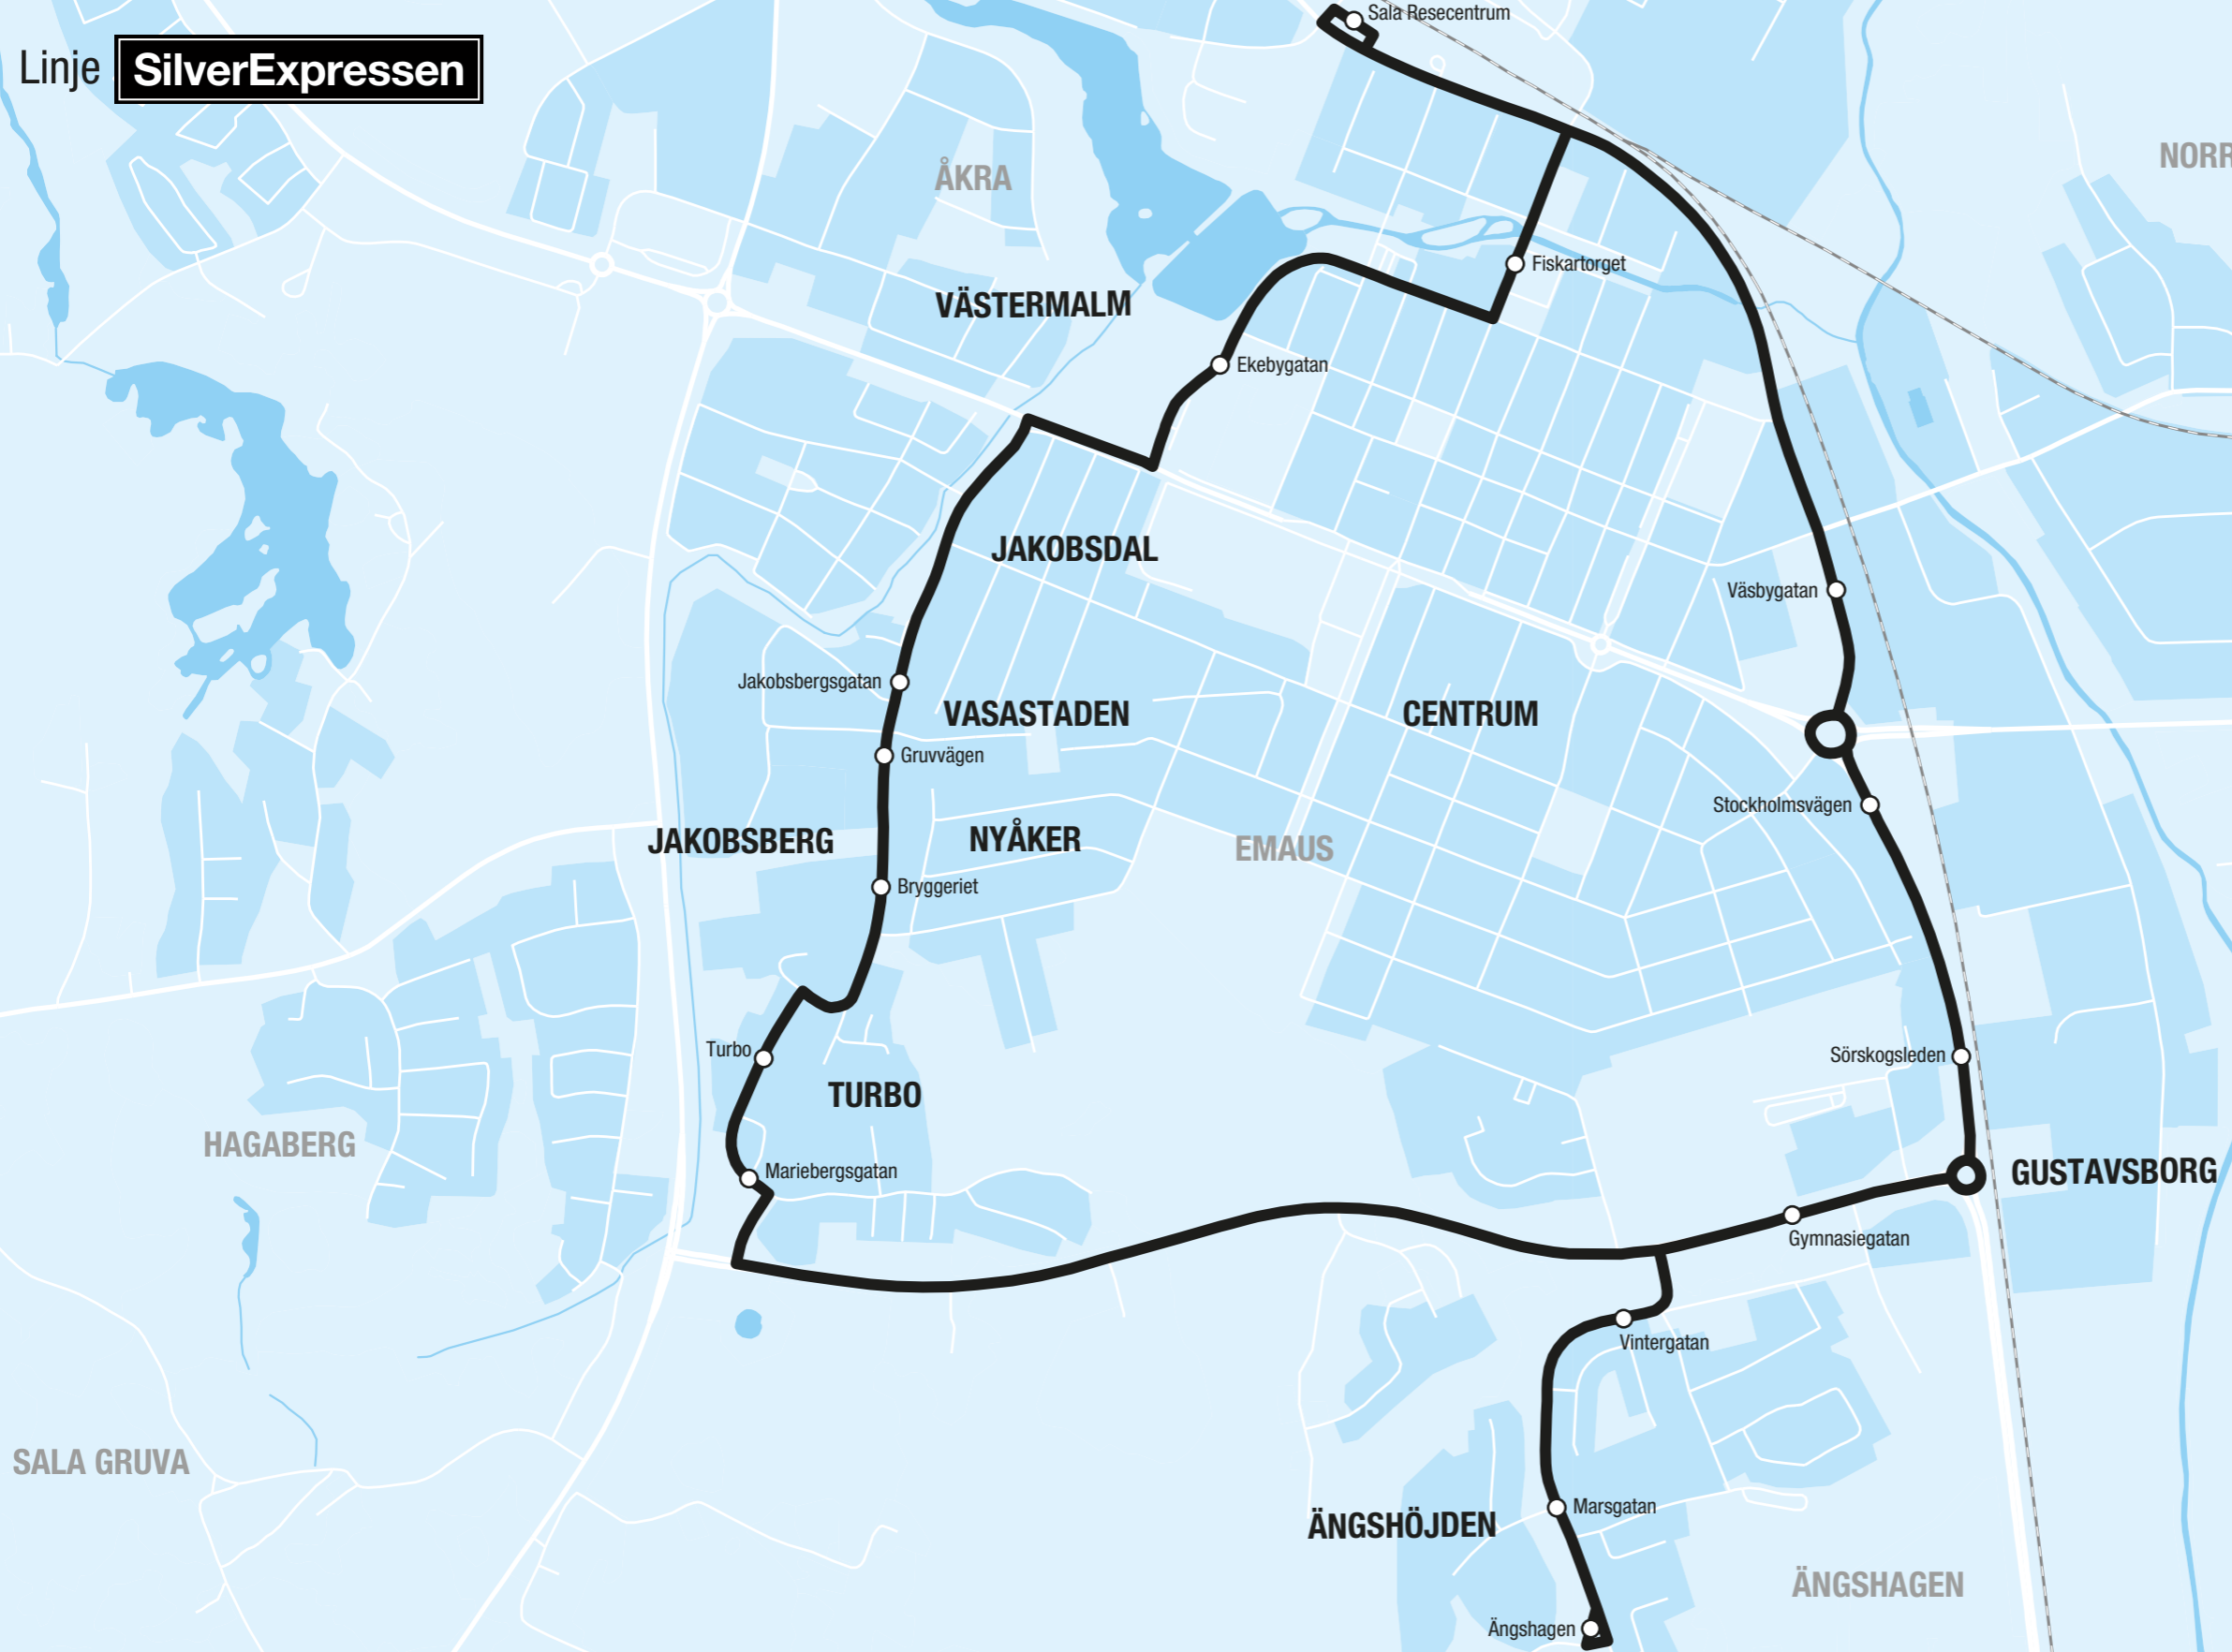 Linje SilverExpressen
Sala Resecentrum
NORR
ÅKRA
Fiskartorget
VÄSTERMALM
Ekebygatan
JAKOBSDAL
Väsbygatan
Jakobsbergsgatan
VASASTADEN
CENTRUM
Gruvvägen
Stockholmsvägen
JAKOBSBERG
NYÅKER
EMAUS
Bryggeriet
Turbo
Sörskogsleden
TURBO
HAGABERG
Mariebergsgatan
GUSTAVSBORG
Gymnasiegatan
Vintergatan
SALA GRUVA
Marsgatan
ÄNGSHÖJDEN
ÄNGSHAGEN
Ängshagen